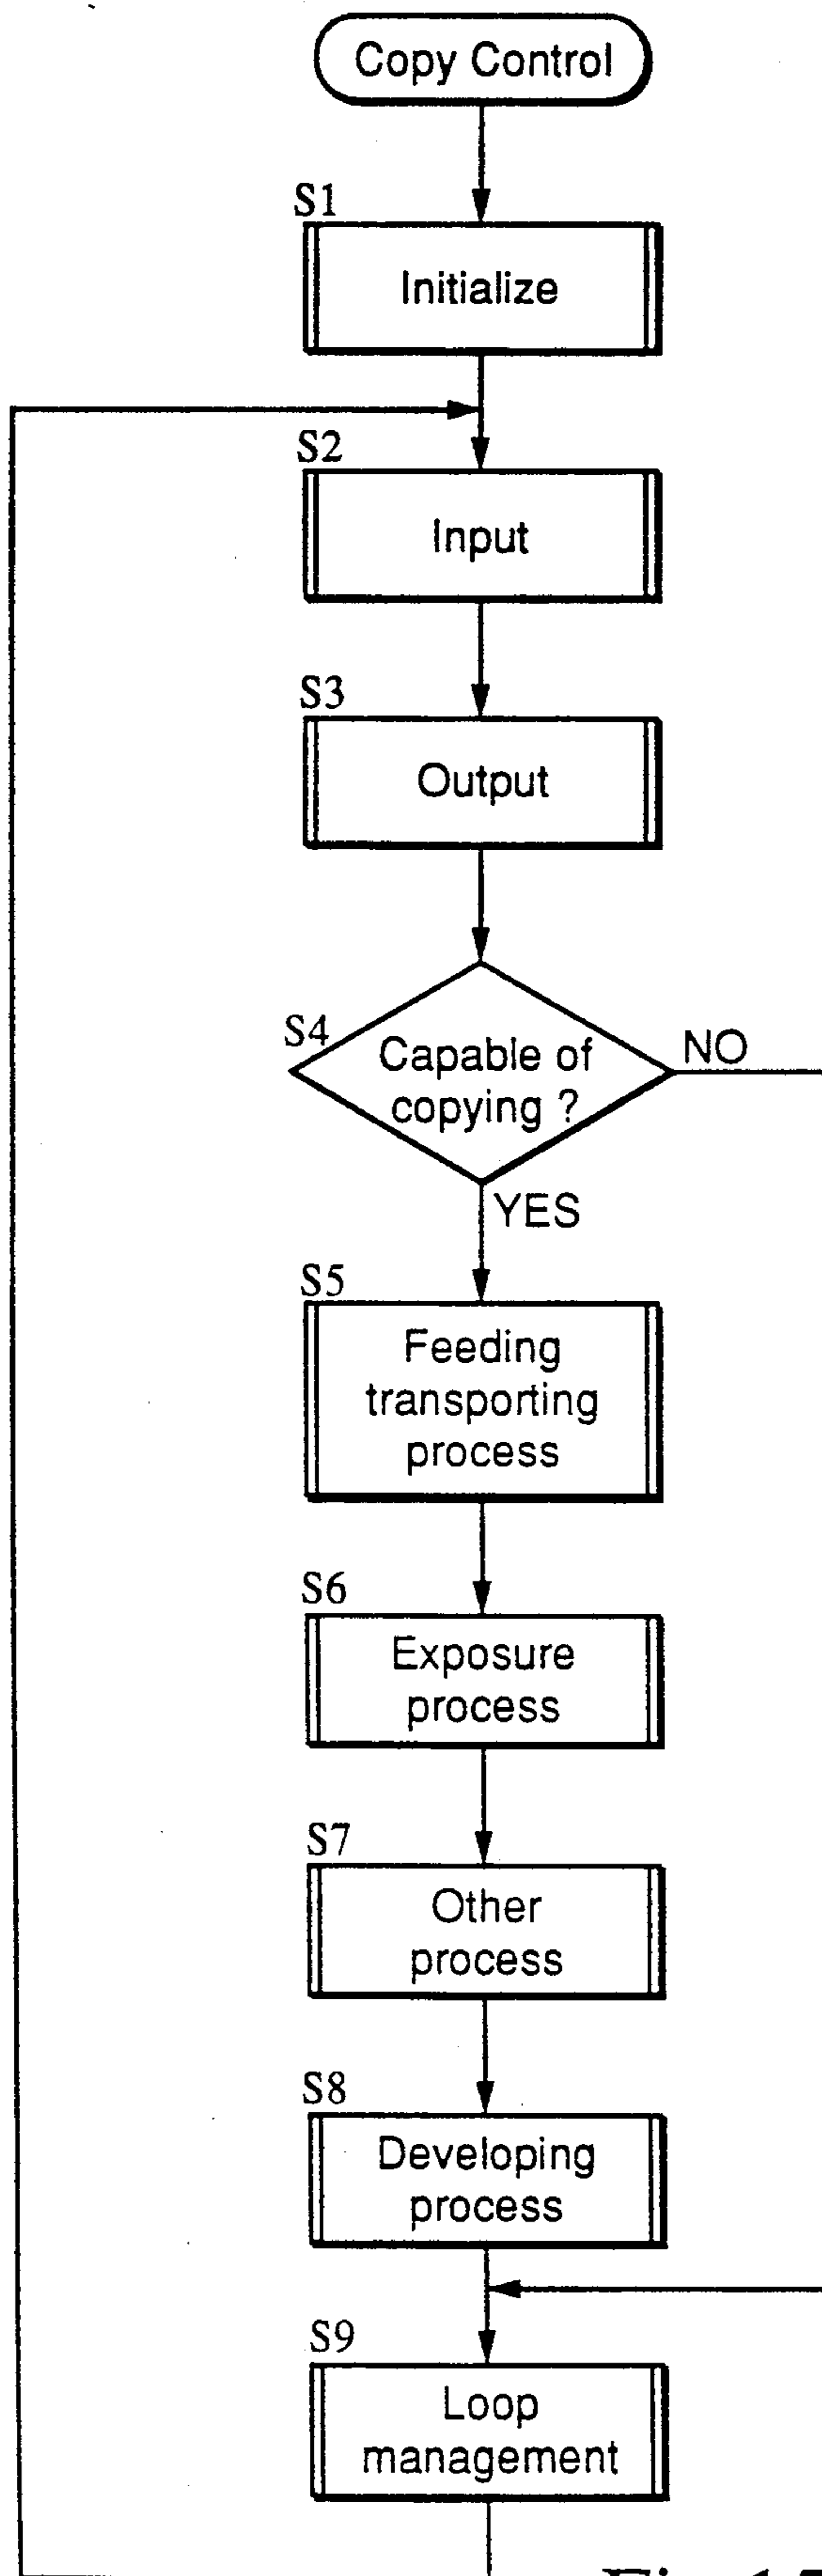 Copy Control
S1
Initialize
S2
Input
S3
Output
S4
Capable of
copying ?
NO
YES
S5
Feeding
transporting
process
S6
Exposure
process
S7
Other
process
S8
Developing
process
S9
Loop
management